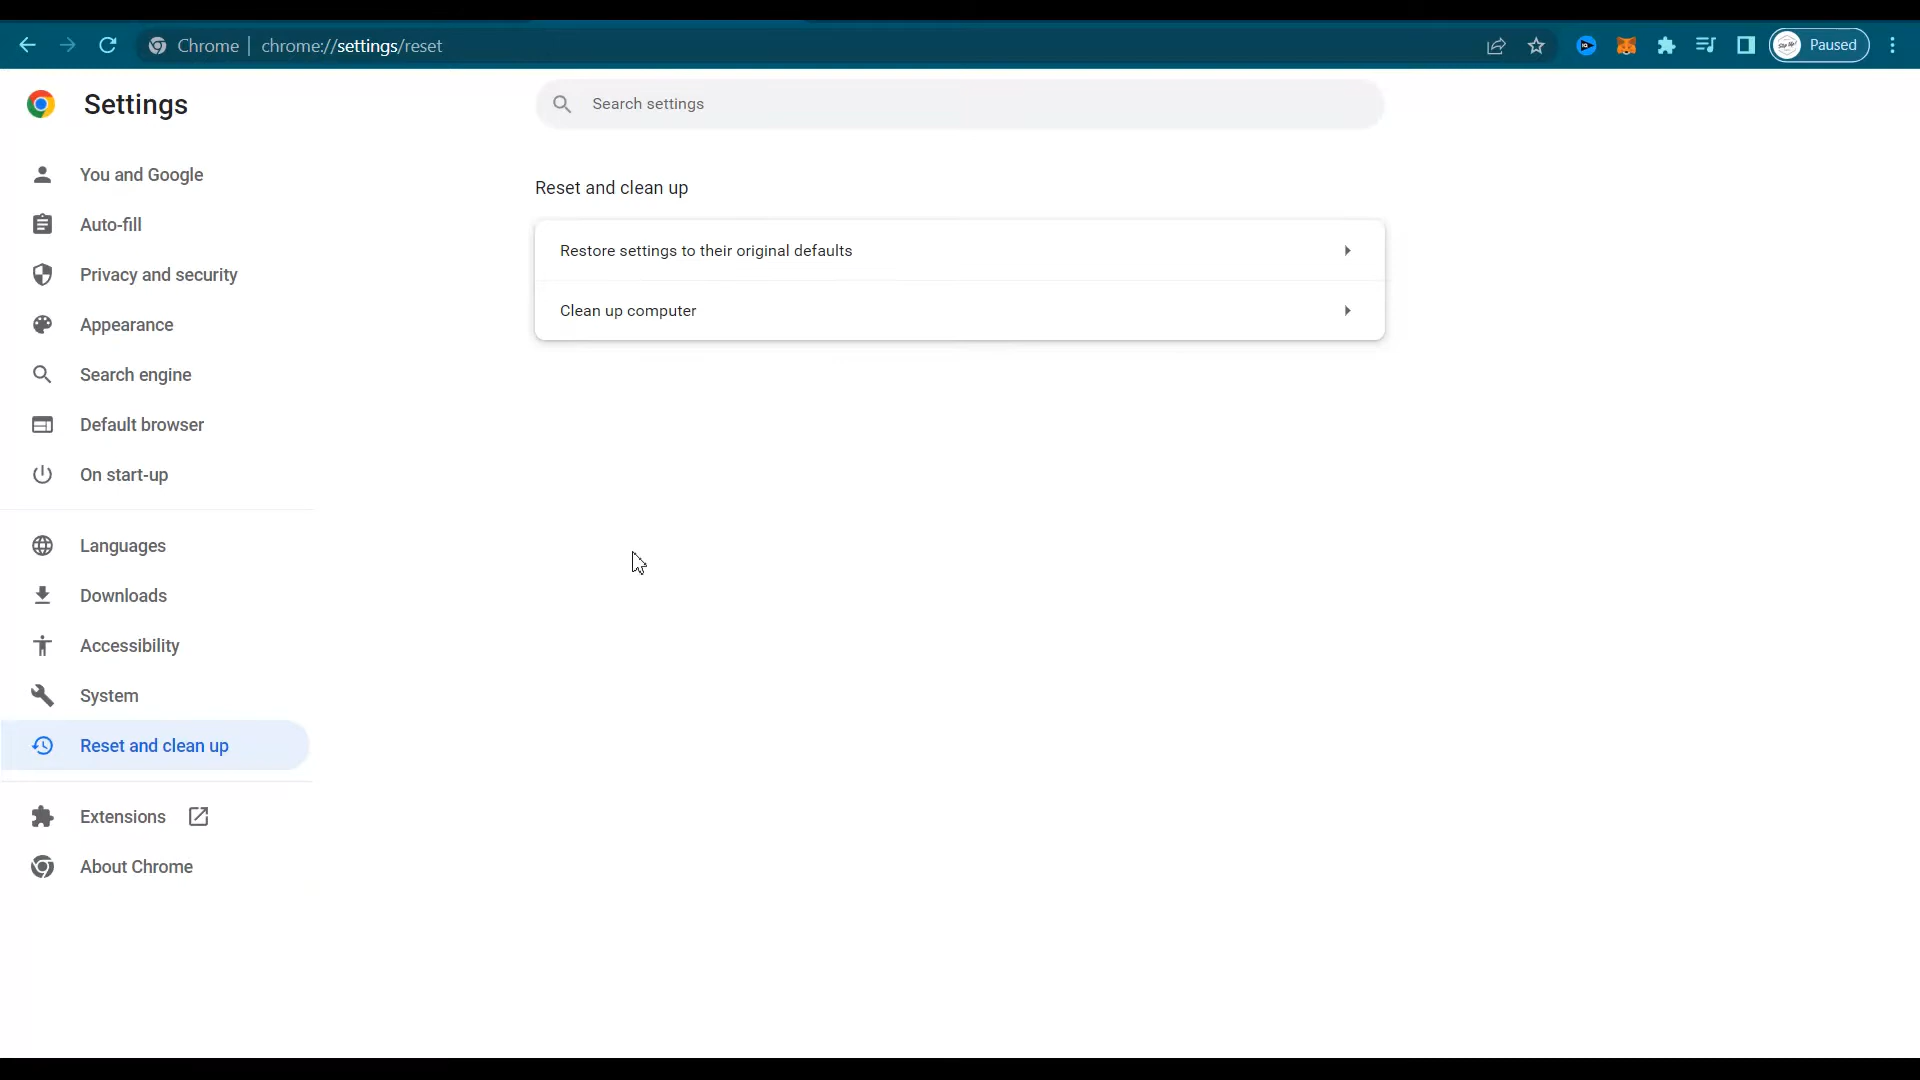 Chrome | chrome://settings/reset
Paused
Settings
Search settings
You and Google
Auto-fill
Privacy and security
Appearance
Search engine
Default browser
On start-up
Languages
Downloads
Accessibility
System
Reset and clean up
Extensions
About Chrome
Reset and clean up
Restore settings to their original defaults
Clean up computer